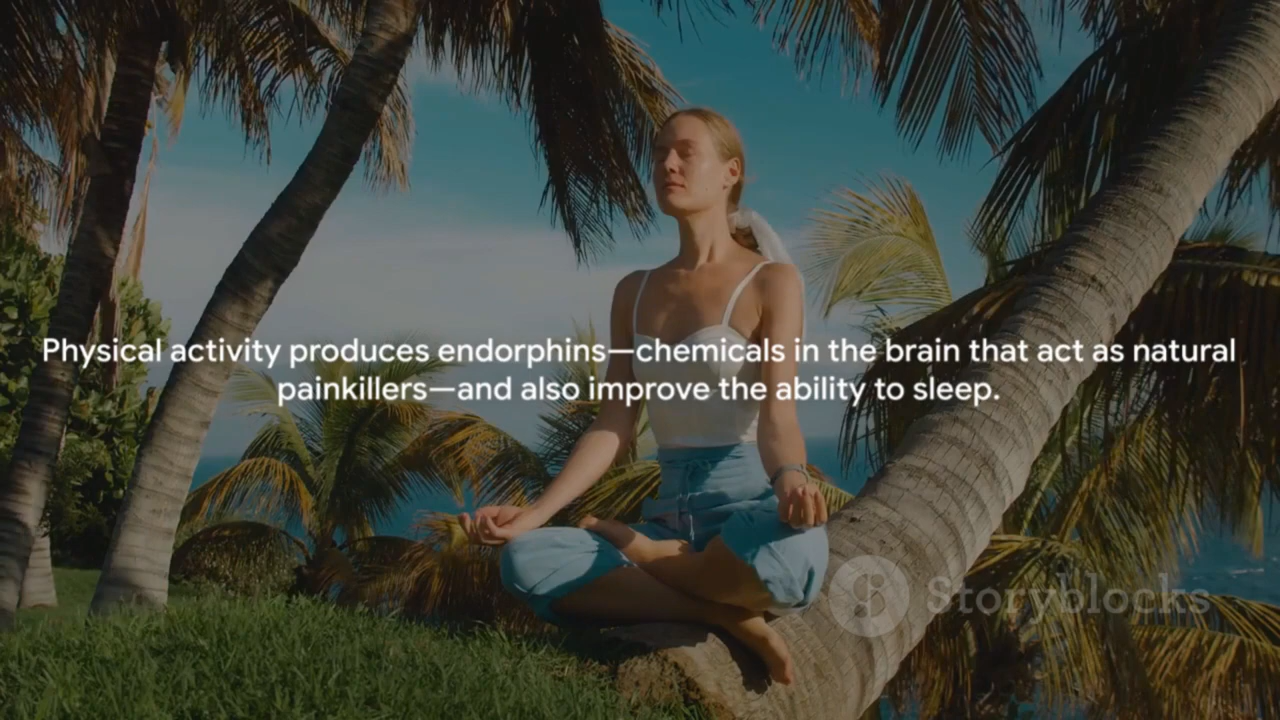 Physical activity produces endorphins—chemicals in the brain that act as natural
painkillers—and also improve the ability to sleep.
Storyblocks